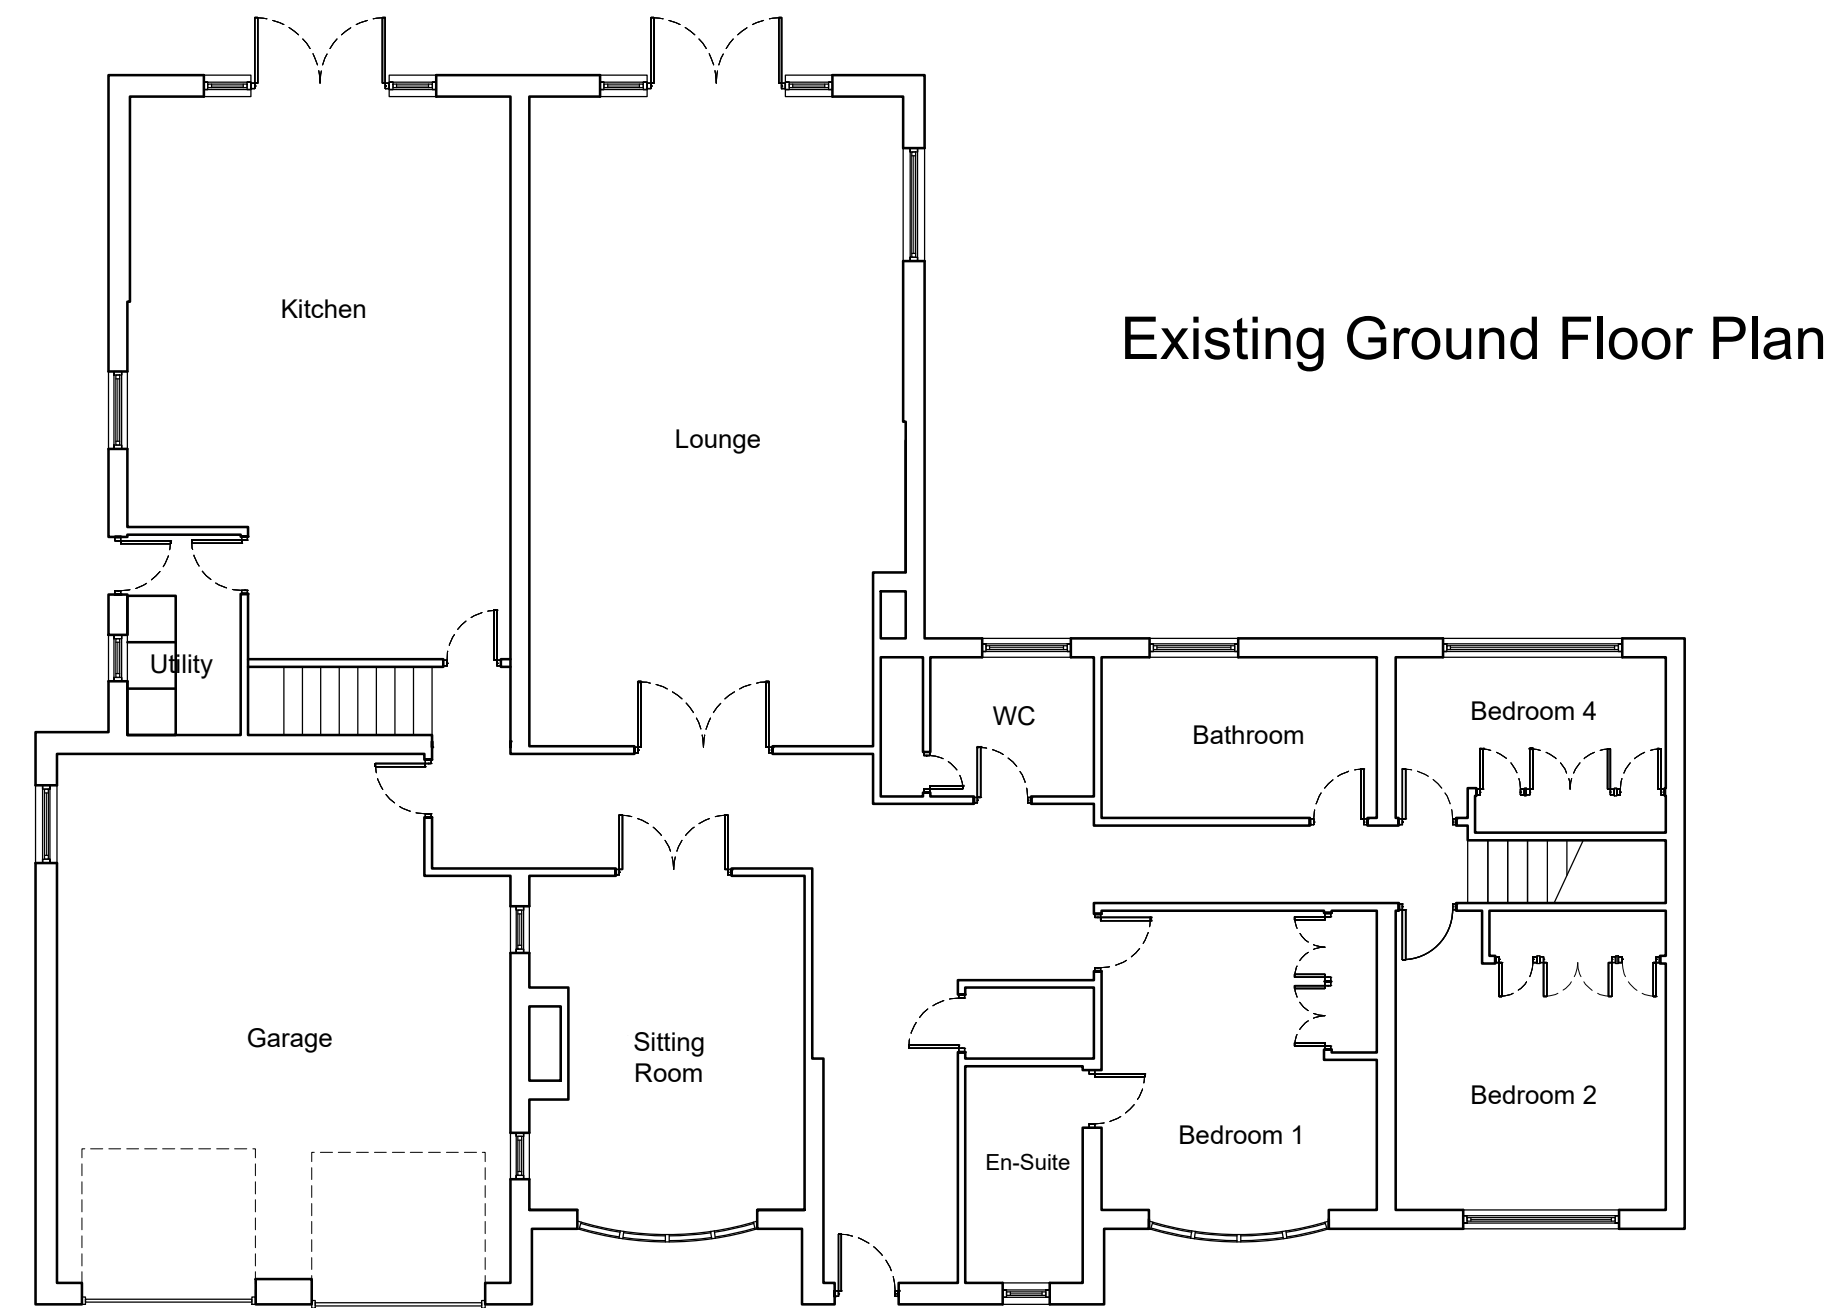 Kitchen
Existing Ground Floor Plan
Lounge
Utility
WC
Bathroom
Bedroom 4
Garage
Sitting
Room
Bedroom 2
Bedroom 1
En-Suite